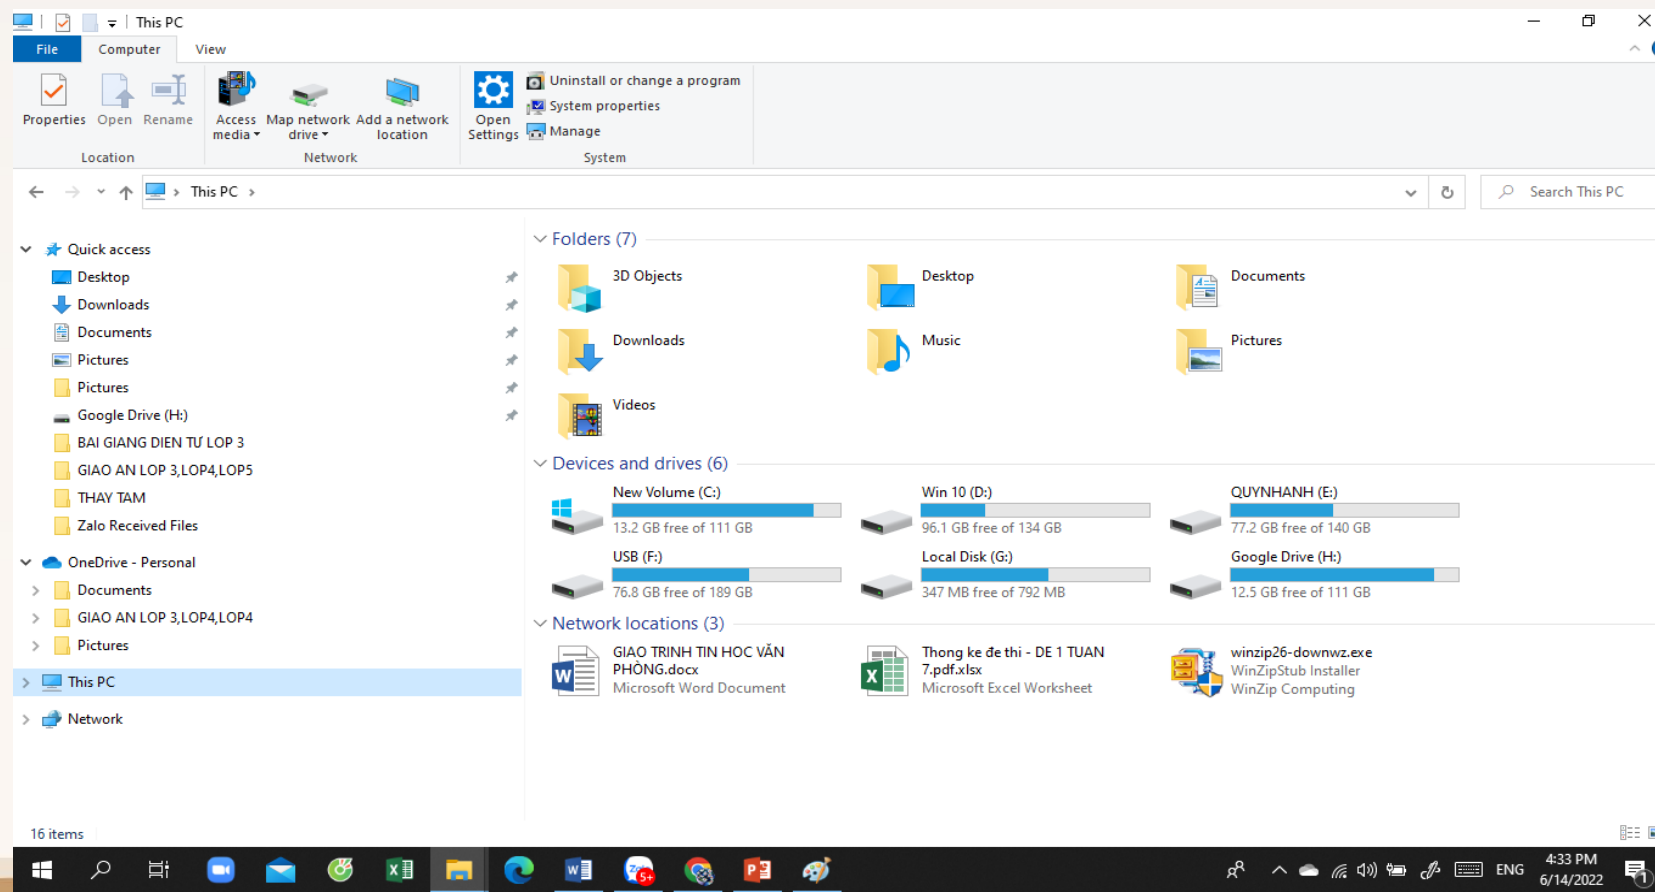 This PC
File Computer View
Properties Open Rename Access media Map network drive Add a network location Open Settings
Uninstall or change a program
System properties
Manage
Location Network System
This PC
Search This PC
Quick access
Desktop
Downloads
Documents
Pictures
Pictures
Google Drive (H:)
BAI GIANG DIEN TƯ LOP 3
GIAO AN LOP 3,LOP4,LOP5
THAY TAM
Zalo Received Files
OneDrive - Personal
Documents
GIAO AN LOP 3,LOP4,LOP4
Pictures
This PC
Network
Folders (7)
3D Objects
Desktop
Documents
Downloads
Music
Pictures
Videos
Devices and drives (6)
New Volume (C:)
13.2 GB free of 111 GB
Win 10 (D:)
96.1 GB free of 134 GB
QUYNHANH (E:)
77.2 GB free of 140 GB
USB (F:)
76.8 GB free of 189 GB
Local Disk (G:)
347 MB free of 792 MB
Google Drive (H:)
12.5 GB free of 111 GB
Network locations (3)
GIAO TRINH TIN HOC VĂN
PHÒNG.docx
Microsoft Word Document
Thong ke đe thi - DE 1 TUAN
7.pdf.xlsx
Microsoft Excel Worksheet
winzip26-downwz.exe
WinZipStub Installer
WinZip Computing
16 items
5+
ENG
4:33 PM
6/14/2022
1